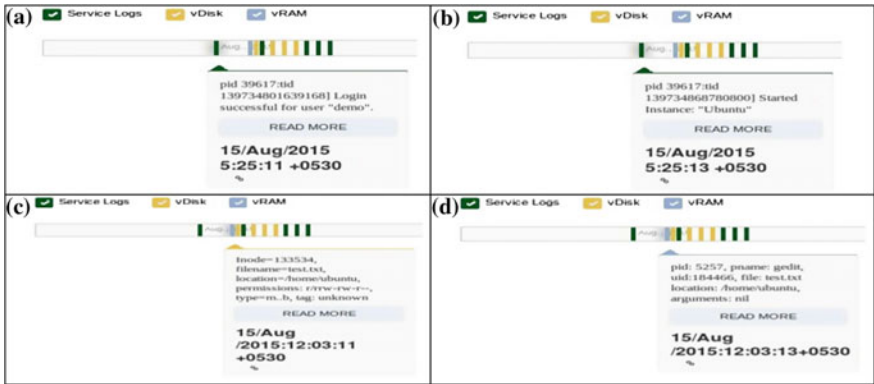 (a) Service Logs vDisk vRAM
Aug
pid 39617:tid
139734801639168] Login
successful for user "demo".
READ MORE
15/Aug/2015
5:25:11 +0530
(b) Service Logs vDisk vRAM
Aug
pid 39617:tid
139734868780800] Started
Instance: "Ubuntu"
READ MORE
15/Aug/2015
5:25:13 +0530
(c) Service Logs vDisk vRAM
Aug
Inode=133534,
filename=test.txt,
location=/home/ubuntu,
permissions: r/rrw-rw-r--,
type=m..b, tag: unknown
READ MORE
15/Aug
/2015:12:03:11
+0530
(d) Service Logs vDisk vRAM
Aug
pid: 5257, pname: gedit,
uid:184466, file: test.txt
location: /home/ubuntu,
arguments: nil
READ MORE
15/Aug
/2015:12:03:13+0530